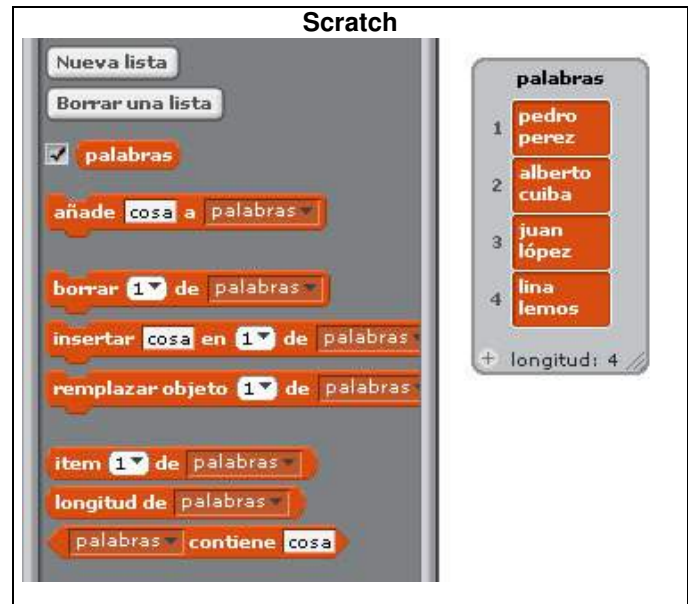 Scratch
Nueva lista
Borrar una lista
palabras
añade cosa a palabras
borrar 1 de palabras
insertar cosa en 1 de palabras
remplazar objeto 1 de palabras
item 1 de palabras
longitud de palabras
palabras contiene cosa
palabras
1 pedro
perez
2 alberto
cuiba
3 juan
lópez
4 lina
lemos
+ longitud: 4